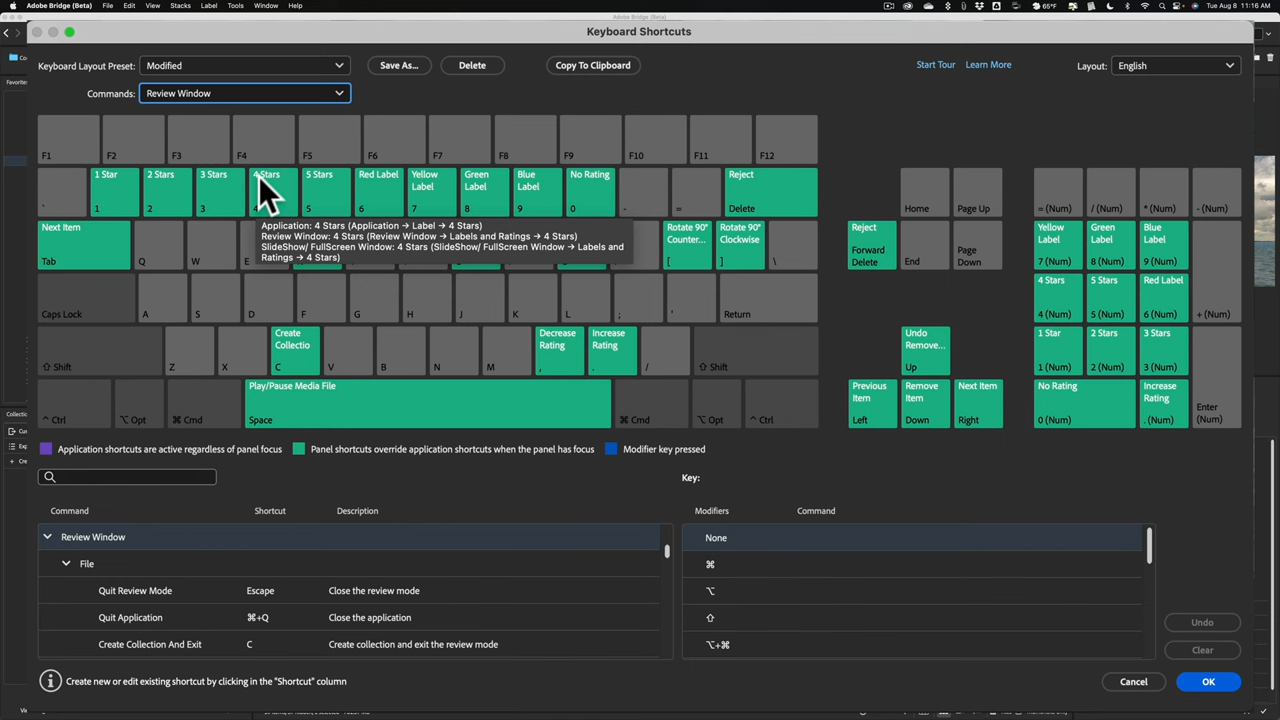 Adobe Bridge (Beta) File Edit View Stacks Label Tools Window Help 65°F Tue Aug 8 11:16 AM
Adobe Bridge (Beta)
Keyboard Shortcuts
Keyboard Layout Preset: Modified Save As... Delete Copy To Clipboard Start Tour Learn More Layout: English
Commands: Review Window
Favorites
F1 F2 F3 F4 F5 F6 F7 F8 F9 F10 F11 F12
1 Star 2 Stars 3 Stars 4 Stars 5 Stars Red Label Yellow Label Green Label Blue Label No Rating Reject
` 1 2 3 4 5 6 7 8 9 0 - = Delete Home Page Up = (Num) / (Num) * (Num) - (Num)
Application: 4 Stars (Application → Label → 4 Stars)
Review Window: 4 Stars (Review Window → Labels and Ratings → 4 Stars)
SlideShow/ FullScreen Window: 4 Stars (SlideShow/ FullScreen Window → Labels and
Ratings → 4 Stars)
Next Item Rotate 90° Counter... Rotate 90° Clockwise Reject Yellow Label Green Label Blue Label
Tab Q W E [ ] \ Forward Delete End Page Down 7 (Num) 8 (Num) 9 (Num)
4 Stars 5 Stars Red Label
Caps Lock A S D F G H J K L ; ' Return 4 (Num) 5 (Num) 6 (Num) + (Num)
Create Collectio Decrease Rating Increase Rating Undo Remove... 1 Star 2 Stars 3 Stars
⇧ Shift Z X C V B N M , . / ⇧ Shift Up 1 (Num) 2 (Num) 3 (Num)
Play/Pause Media File Previous Item Remove Item Next Item No Rating Increase Rating
^ Ctrl ⌥ Opt ⌘ Cmd Space ⌘ Cmd ⌥ Opt ^ Ctrl Left Down Right 0 (Num) . (Num) Enter (Num)
Application shortcuts are active regardless of panel focus Panel shortcuts override application shortcuts when the panel has focus Modifier key pressed
Key:
Command Shortcut Description Modifiers Command
Review Window None
File ⌘
Quit Review Mode Escape Close the review mode ⌥
Quit Application ⌘+Q Close the application ⇧
Create Collection And Exit C Create collection and exit the review mode ⌥+⌘
Undo
Clear
Create new or edit existing shortcut by clicking in the "Shortcut" column Cancel OK